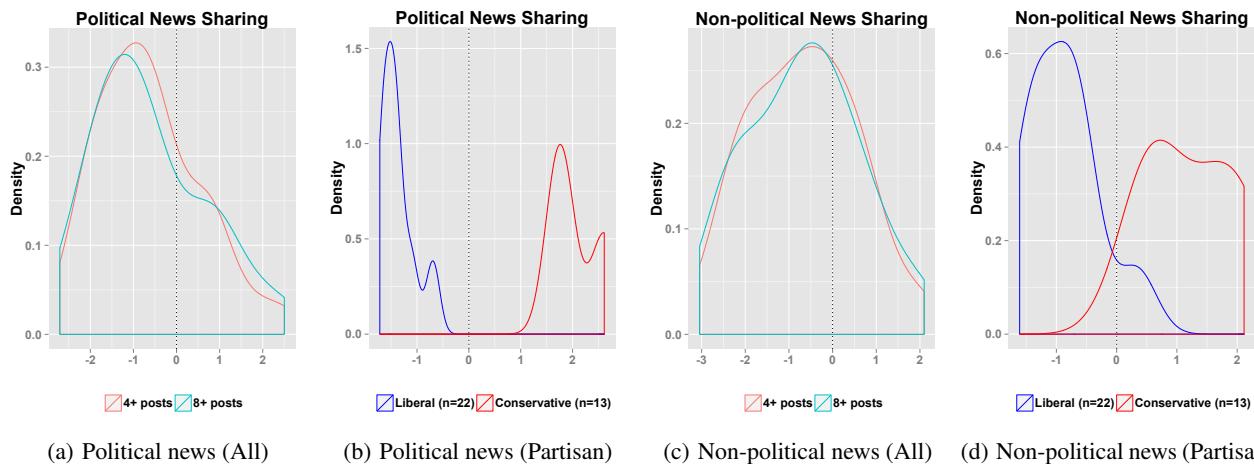 Political News Sharing
Density
0.3
0.2
0.1
0.0
-2 -1 0 1 2
4+ posts 8+ posts
(a) Political news (All)
Political News Sharing
Density
1.5
1.0
0.5
0.0
-1 0 1 2
Liberal (n=22) Conservative (n=13)
(b) Political news (Partisan)
Non-political News Sharing
Density
0.2
0.1
0.0
-3 -2 -1 0 1 2
4+ posts 8+ posts
(c) Non-political news (All)
Non-political News Sharing
Density
0.6
0.4
0.2
0.0
-1 0 1 2
Liberal (n=22) Conservative (n=13)
(d) Non-political news (Partisa